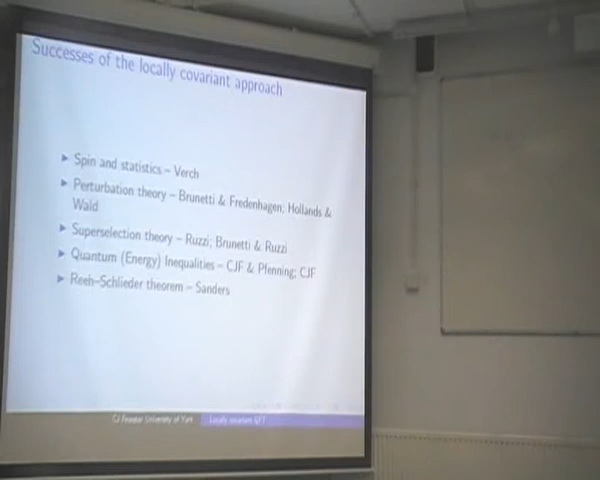 Successes of the locally covariant approach
▶ Spin and statistics – Verch
▶ Perturbation theory – Brunetti & Fredenhagen; Hollands &
Wald
▶ Superselection theory – Ruzzi; Brunetti & Ruzzi
▶ Quantum (Energy) Inequalities – CJF & Pfenning; CJF
▶ Reeh–Schlieder theorem – Sanders
CJ Fewster University of York
Locally covariant QFT